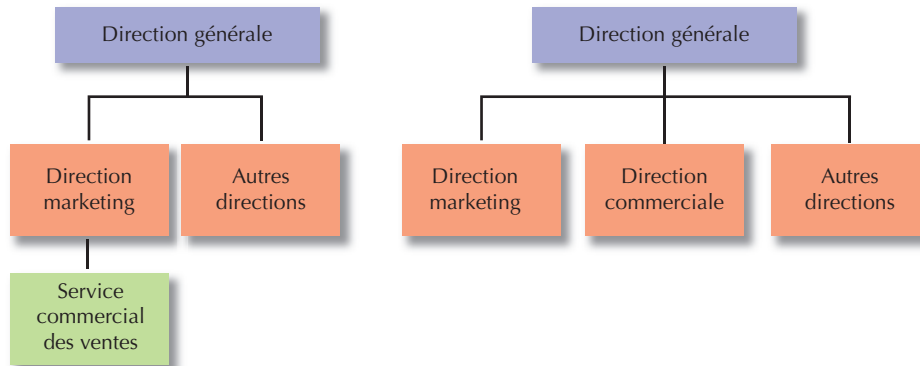 Direction générale
Direction
marketing
Autres
directions
Service
commercial
des ventes
Direction générale
Direction
marketing
Direction
commerciale
Autres
directions